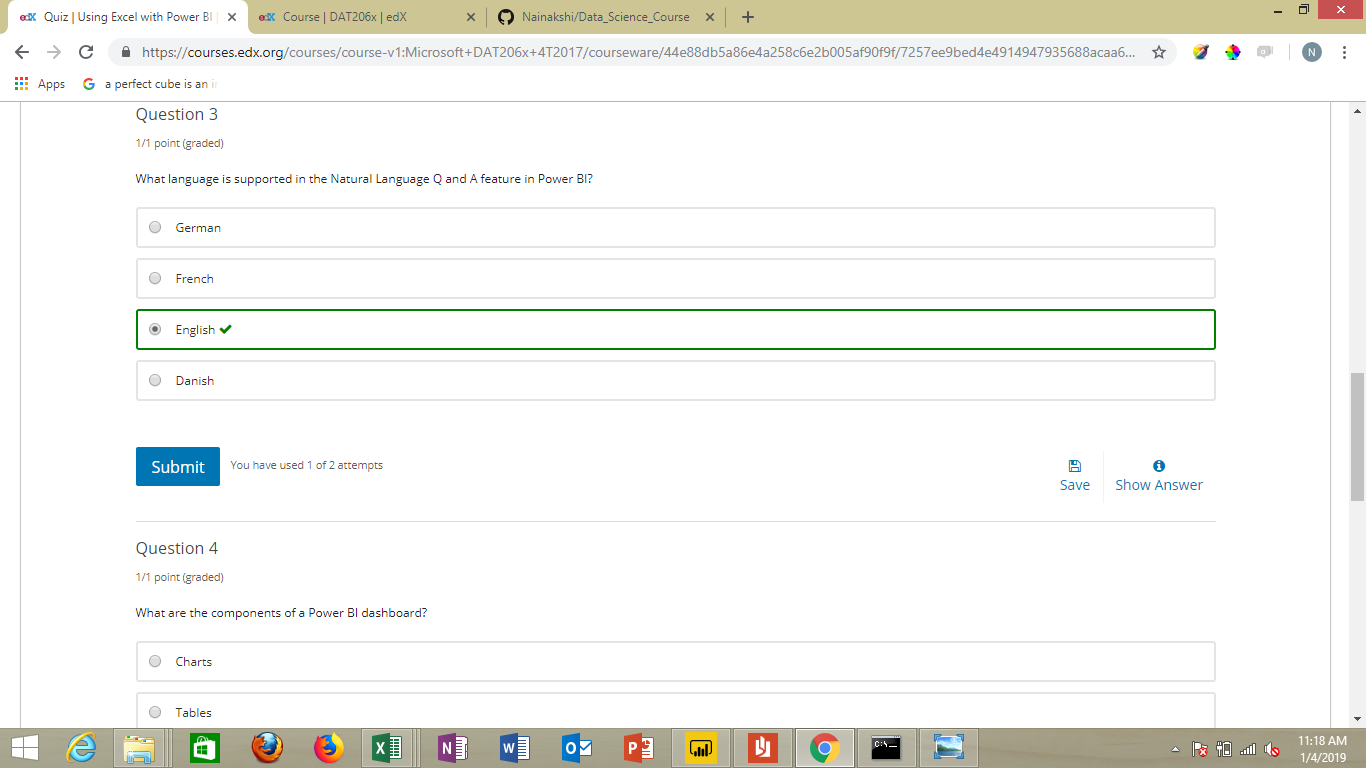 edX Quiz | Using Excel with Power BI |
edX Course | DAT206x | edX
Nainakshi/Data_Science_Course
https://courses.edx.org/courses/course-v1:Microsoft+DAT206x+4T2017/courseware/44e88db5a86e4a258c6e2b005af90f9f/7257ee9bed4e4914947935688acaa6...
N
Apps
G a perfect cube is an i
Question 3
1/1 point (graded)
What language is supported in the Natural Language Q and A feature in Power BI?
German
French
English
Danish
Submit
You have used 1 of 2 attempts
Save
Show Answer
Question 4
1/1 point (graded)
What are the components of a Power BI dashboard?
Charts
Tables
11:18 AM
1/4/2019